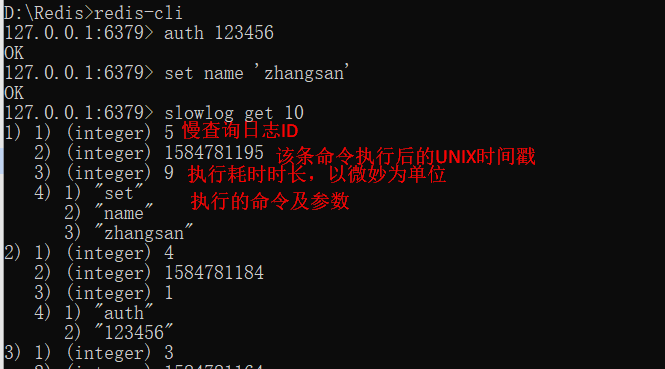 D:\Redis>redis-cli
127.0.0.1:6379> auth 123456
OK
127.0.0.1:6379> set name 'zhangsan'
OK
127.0.0.1:6379> slowlog get 10
1) 1) (integer) 5 慢查询日志ID
2) (integer) 1584781195 该条命令执行后的UNIX时间戳
3) (integer) 9 执行耗时时长，以微妙为单位
4) 1) "set" 执行的命令及参数
2) "name"
3) "zhangsan"
2) 1) (integer) 4
2) (integer) 1584781184
3) (integer) 1
4) 1) "auth"
2) "123456"
3) 1) (integer) 3